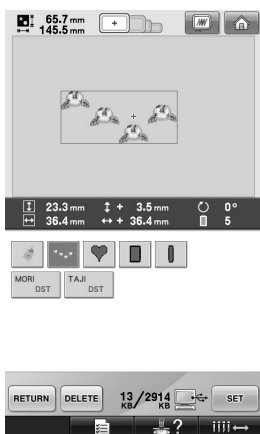 65.7 mm
145.5 mm
23.3 mm + 3.5 mm 0°
36.4 mm + 36.4 mm 5
MORI DST
TAJI DST
RETURN DELETE 13 KB/2914 KB SET
?